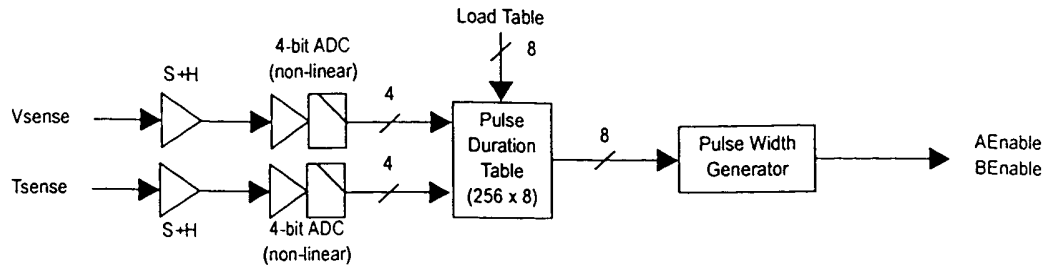 Load Table
8
4-bit ADC
(non-linear)
S+H
4
Vsense
Pulse
Duration
Table
(256 x 8)
8
Pulse Width
Generator
AEnable
BEnable
4
Tsense
S+H
4-bit ADC
(non-linear)